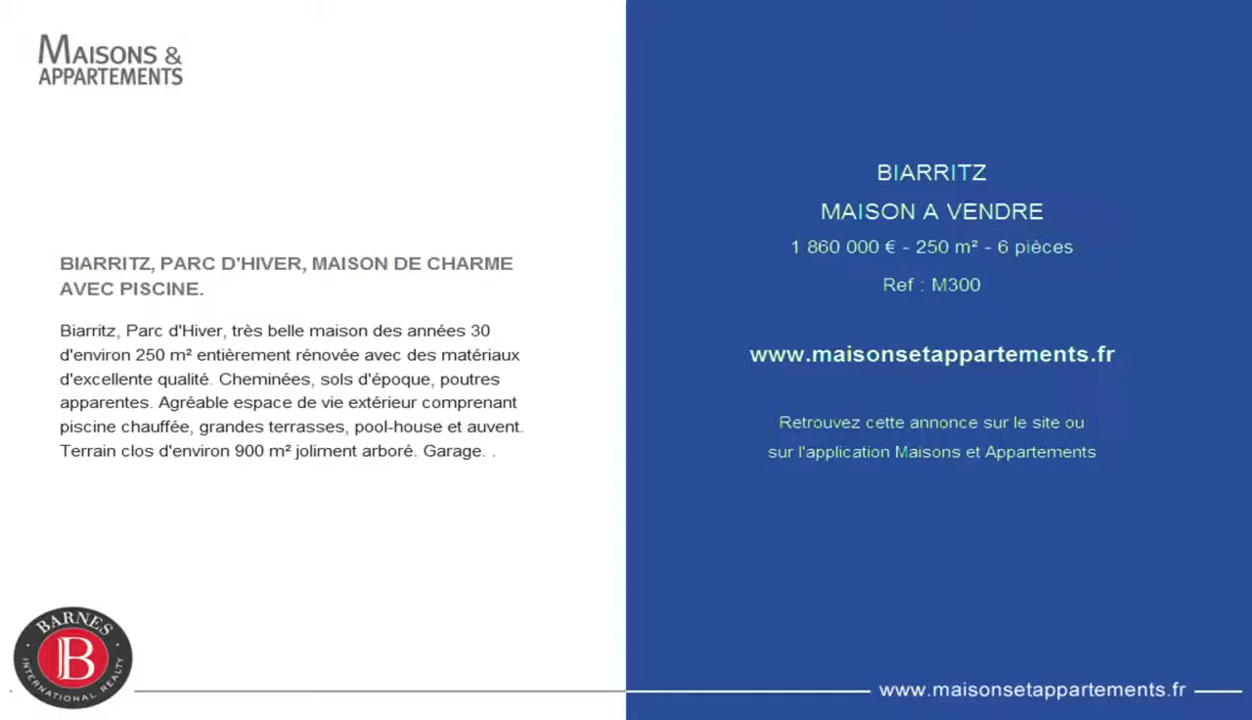 MAISONS &
APPARTEMENTS
BIARRITZ, PARC D'HIVER, MAISON DE CHARME
AVEC PISCINE.
Biarritz, Parc d'Hiver, très belle maison des années 30
d'environ 250 m² entièrement rénovée avec des matériaux
d'excellente qualité. Cheminées, sols d'époque, poutres
apparentes. Agréable espace de vie extérieur comprenant
piscine chauffée, grandes terrasses, pool-house et auvent.
Terrain clos d'environ 900 m² joliment arboré. Garage. .
BIARRITZ
MAISON A VENDRE
1 860 000 € - 250 m² - 6 pièces
Ref : M300
www.maisonsetappartements.fr
Retrouvez cette annonce sur le site ou
sur l'application Maisons et Appartements
BARNES
B
INTERNATIONAL REALTY
www.maisonsetappartements.fr